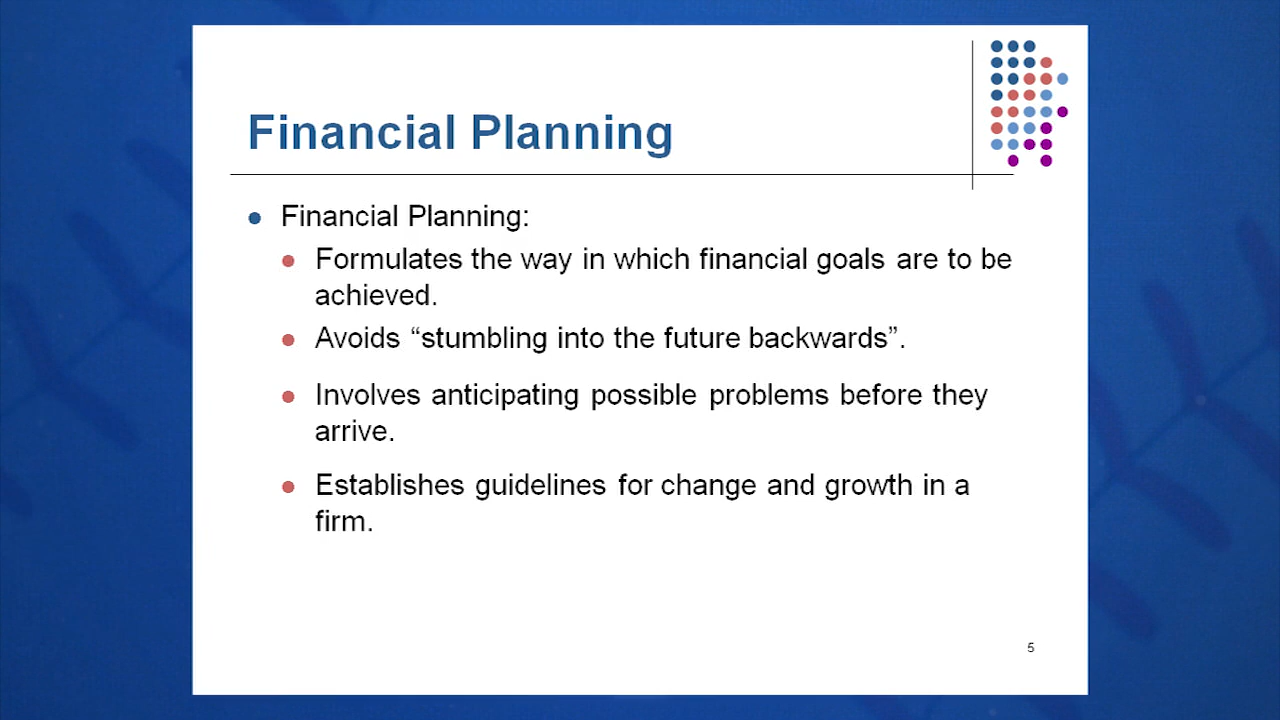 Financial Planning
Financial Planning:
Formulates the way in which financial goals are to be
achieved.
Avoids “stumbling into the future backwards”.
Involves anticipating possible problems before they
arrive.
Establishes guidelines for change and growth in a
firm.
5